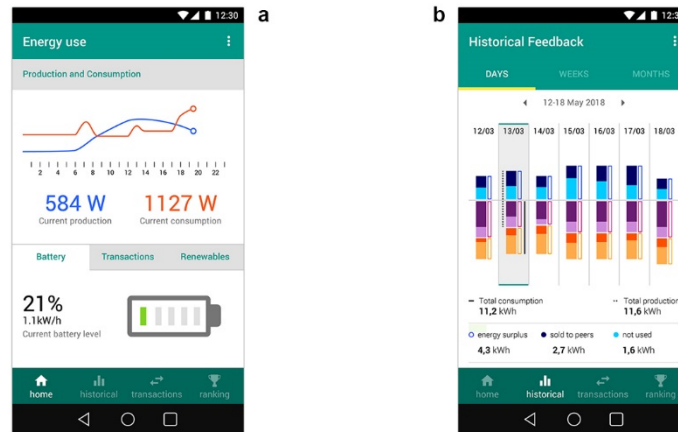 12:30
a
Energy use
Production and Consumption
2 4 6 8 10 12 14 16 18 20 22
584 W
1127 W
Current production
Current consumption
Battery
Transactions
Renewables
21%
1.1kW/h
Current battery level
home
historical
transactions
ranking
b
12:3
Historical Feedback
DAYS
WEEKS
MONTHS
12-18 May 2018
12/03 13/03 14/03 15/03 16/03 17/03 18/03
Total consumption
11,2 kWh
Total production
11,6 kWh
energy surplus
4,3 kWh
sold to peers
2,7 kWh
not used
1,6 kWh
home
historical
transactions
ranking